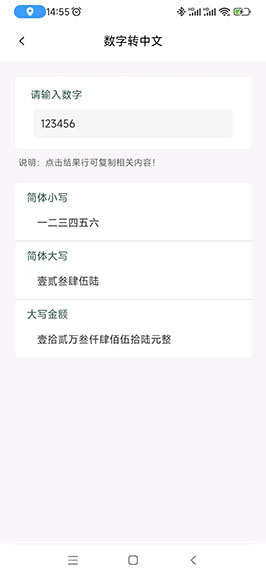 14:55
数字转中文
请输入数字
123456
说明：点击结果行可复制相关内容！
简体小写
一二三四五六
简体大写
壹贰叁肆伍陆
大写金额
壹拾贰万叁仟肆佰伍拾陆元整